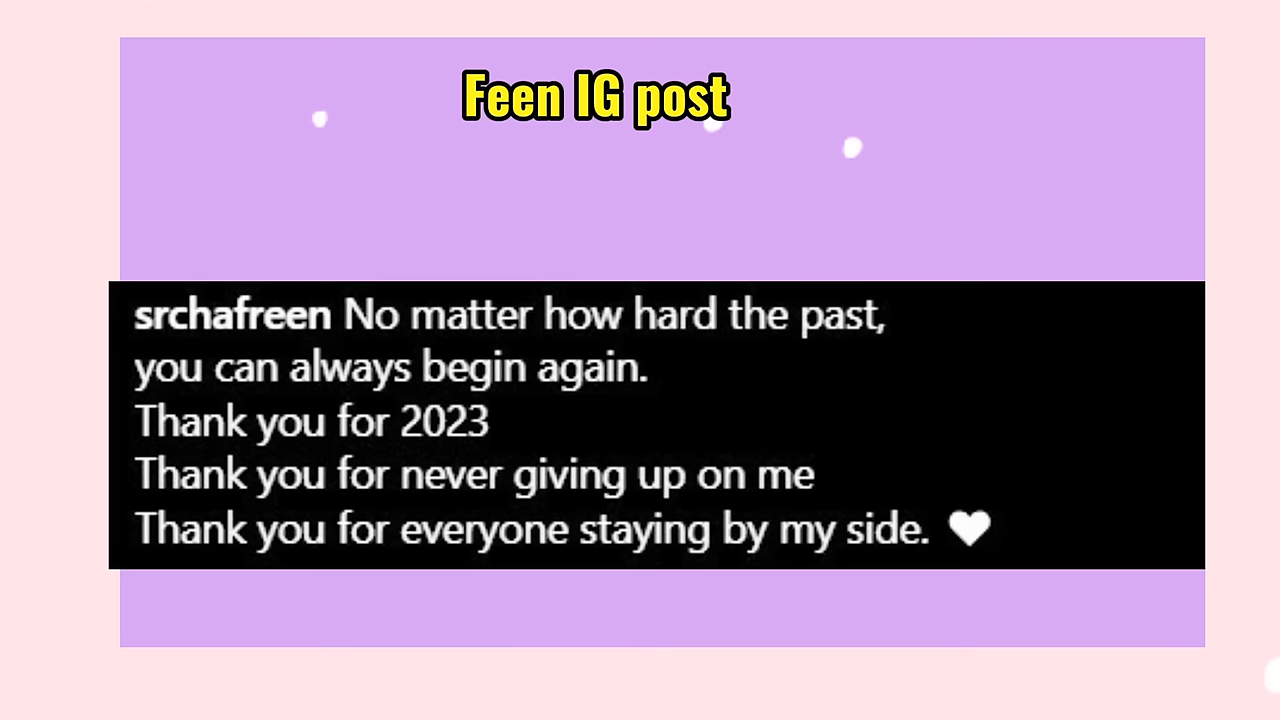 Feen IG post
srchafreen No matter how hard the past,
you can always begin again.
Thank you for 2023
Thank you for never giving up on me
Thank you for everyone staying by my side. 🤍